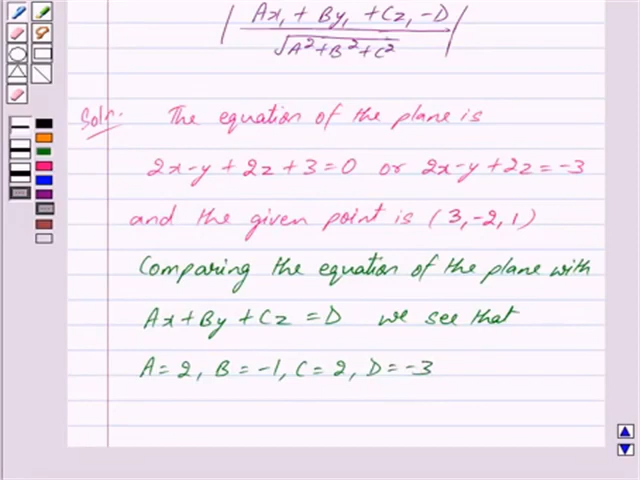 | Ax₁ + By₁ + Cz₁ - D / √A²+B²+C² |
Soln. The equation of the plane is
2x-y+2z+3=0 or 2x-y+2z=-3
and the given point is (3,-2,1)
Comparing the equation of the plane with
Ax+By+Cz=D we see that
A=2, B=-1, C=2, D=-3